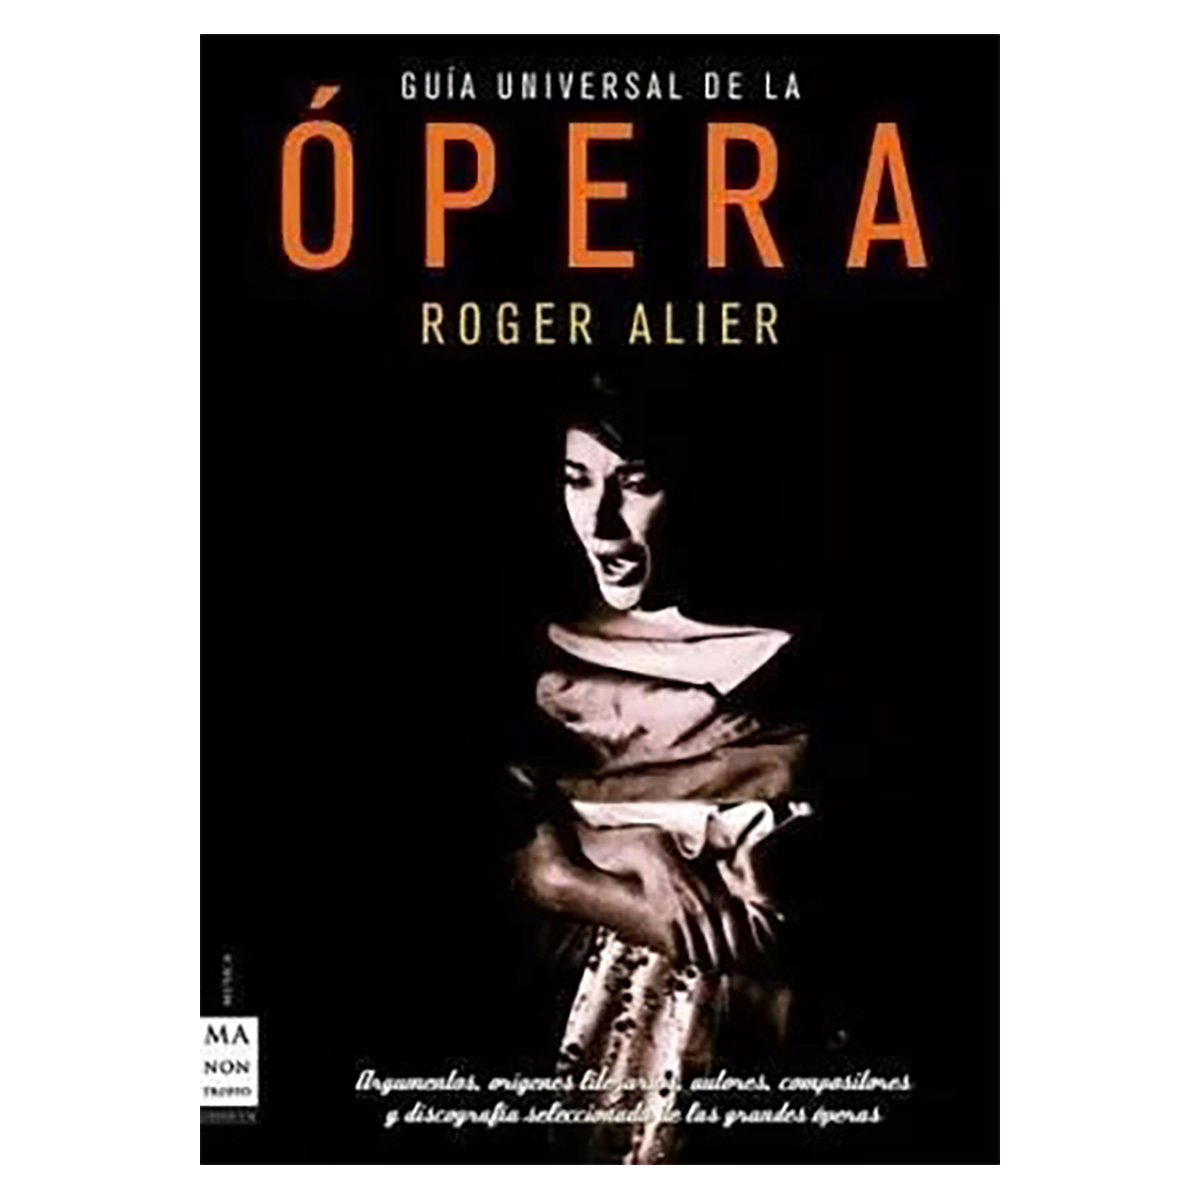 GUÍA UNIVERSAL DE LA
ÓPERA
ROGER ALIER
MÚSICA
MA
NON
TROPPO
Argumentos, orígenes literarios, autores, compositores
y discografía seleccionada de las grandes óperas